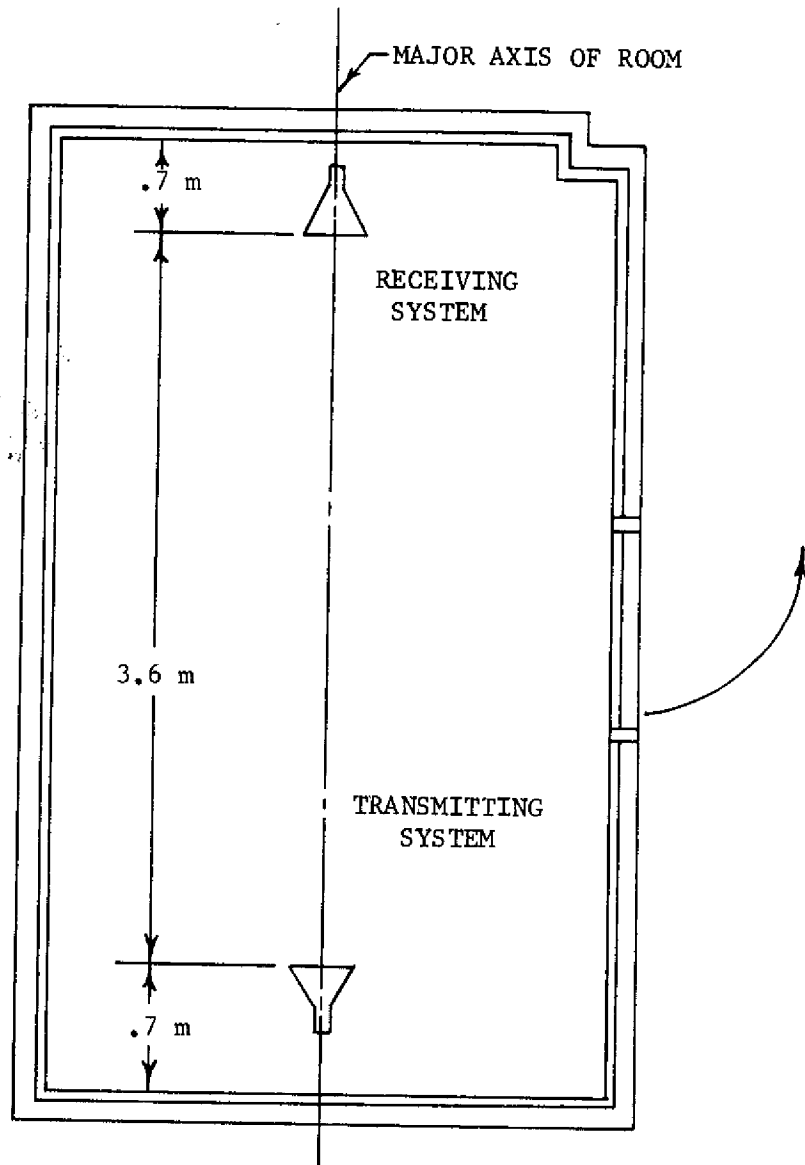 MAJOR AXIS OF ROOM
.7 m
RECEIVING
SYSTEM
3.6 m
TRANSMITTING
SYSTEM
.7 m